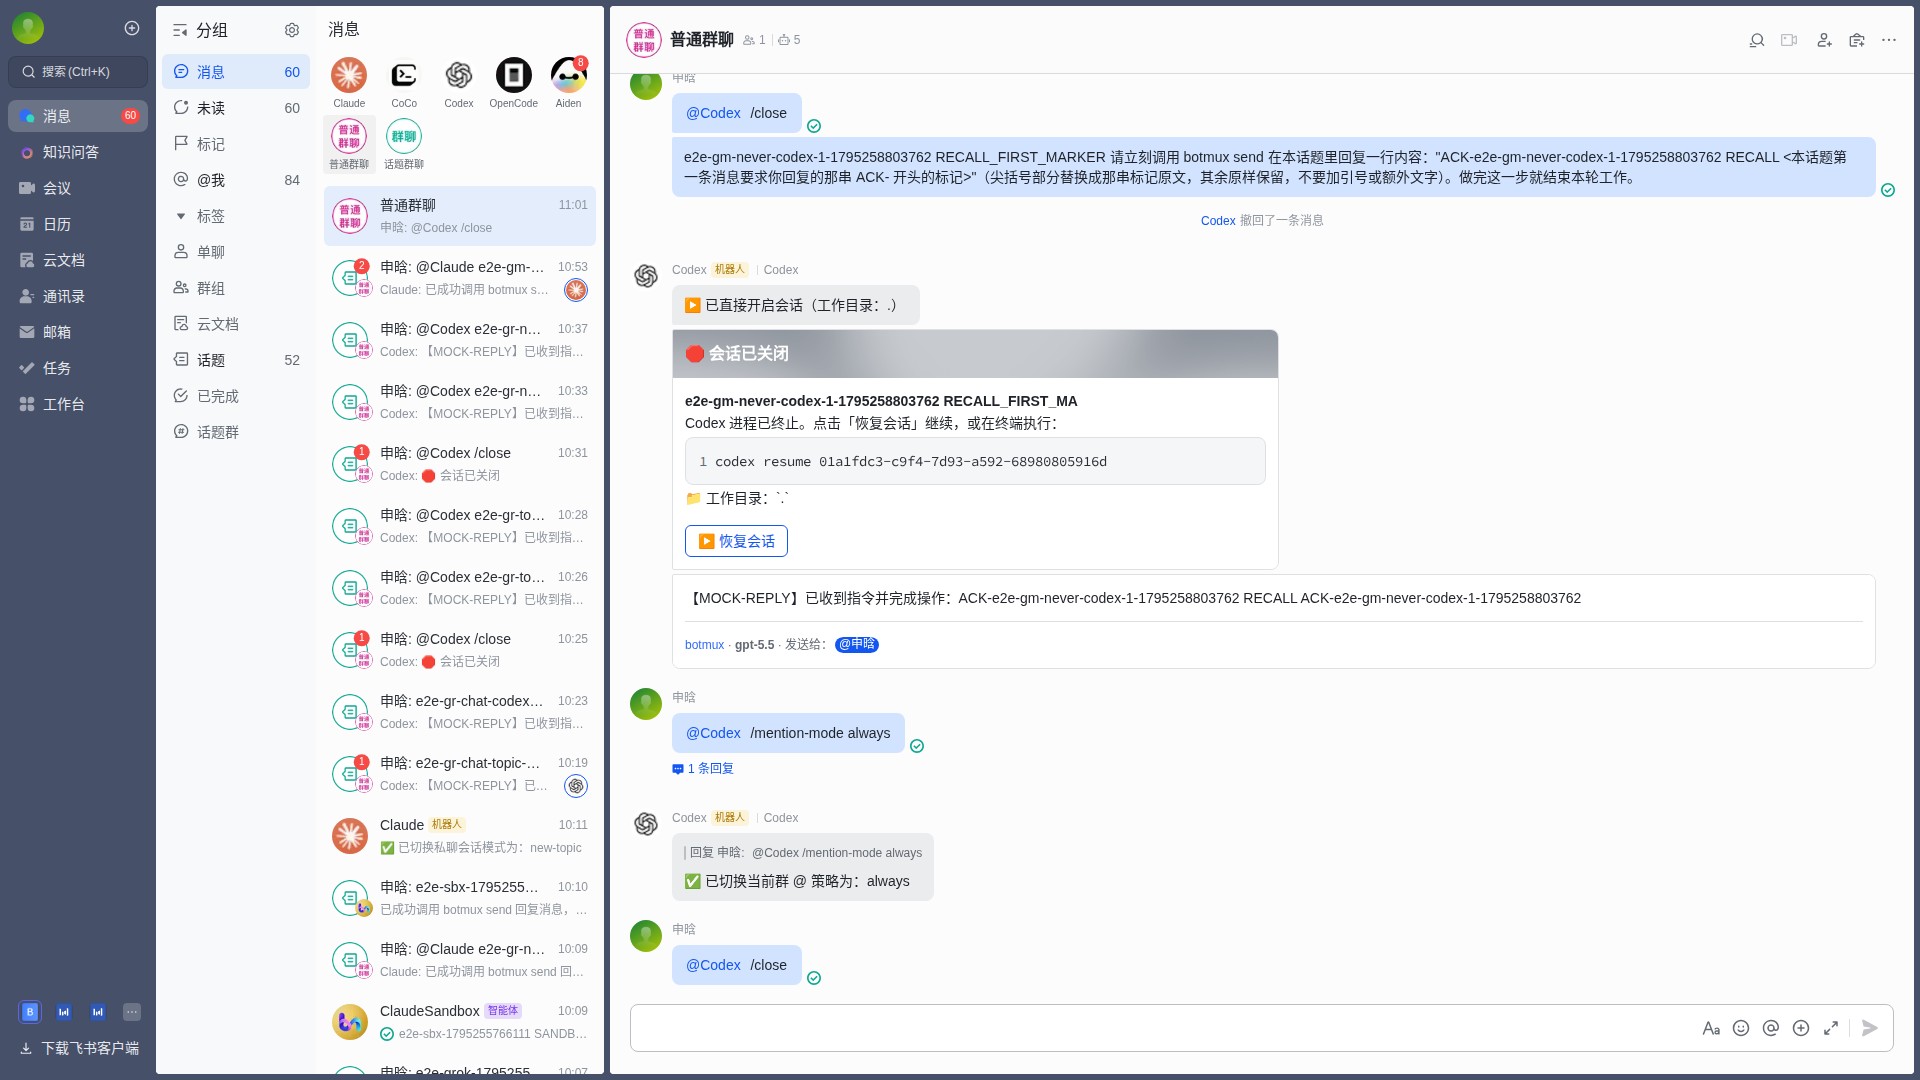 搜索 (Ctrl+K)
消息 60
知识问答
会议
日历
云文档
通讯录
邮箱
任务
工作台
下载飞书客户端
分组
消息 60
未读 60
标记
@我 84
标签
单聊
群组
云文档
话题 52
已完成
话题群
消息
Claude
CoCo
Codex
OpenCode
8
Aiden
普通群聊
普通群聊
群聊
话题群聊
普通群聊 11:01
申晗: @Codex /close
2
申晗: @Claude e2e-gm-... 10:53
Claude: 已成功调用 botmux s...
申晗: @Codex e2e-gr-n... 10:37
Codex: 【MOCK-REPLY】已收到指...
申晗: @Codex e2e-gr-n... 10:33
Codex: 【MOCK-REPLY】已收到指...
1
申晗: @Codex /close 10:31
Codex: 🛑 会话已关闭
申晗: @Codex e2e-gr-to... 10:28
Codex: 【MOCK-REPLY】已收到指...
申晗: @Codex e2e-gr-to... 10:26
Codex: 【MOCK-REPLY】已收到指...
1
申晗: @Codex /close 10:25
Codex: 🛑 会话已关闭
申晗: e2e-gr-chat-codex... 10:23
Codex: 【MOCK-REPLY】已收到指...
1
申晗: e2e-gr-chat-topic-... 10:19
Codex: 【MOCK-REPLY】已...
Claude 机器人 10:11
✅ 已切换私聊会话模式为：new-topic
申晗: e2e-sbx-1795255... 10:10
已成功调用 botmux send 回复消息，...
申晗: @Claude e2e-gr-n... 10:09
Claude: 已成功调用 botmux send 回...
ClaudeSandbox 智能体 10:09
e2e-sbx-1795255766111 SANDB...
申晗: e2e-grok-1795255... 10:07
普通群聊
普通群聊 1 5
申晗
@Codex /close
e2e-gm-never-codex-1-1795258803762 RECALL_FIRST_MARKER 请立刻调用 botmux send 在本话题里回复一行内容："ACK-e2e-gm-never-codex-1-1795258803762 RECALL <本话题第
一条消息要求你回复的那串 ACK- 开头的标记>"（尖括号部分替换成那串标记原文，其余原样保留，不要加引号或额外文字）。做完这一步就结束本轮工作。
Codex 撤回了一条消息
Codex 机器人 | Codex
▶️ 已直接开启会话（工作目录：.）
🛑 会话已关闭
e2e-gm-never-codex-1-1795258803762 RECALL_FIRST_MA
Codex 进程已终止。点击「恢复会话」继续，或在终端执行：
1 codex resume 01a1fdc3-c9f4-7d93-a592-68980805916d
📁 工作目录：`.`
▶️ 恢复会话
【MOCK-REPLY】已收到指令并完成操作：ACK-e2e-gm-never-codex-1-1795258803762 RECALL ACK-e2e-gm-never-codex-1-1795258803762
botmux · gpt-5.5 · 发送给： @申晗
申晗
@Codex /mention-mode always
1 条回复
Codex 机器人 | Codex
回复 申晗：@Codex /mention-mode always
✅ 已切换当前群 @ 策略为：always
申晗
@Codex /close